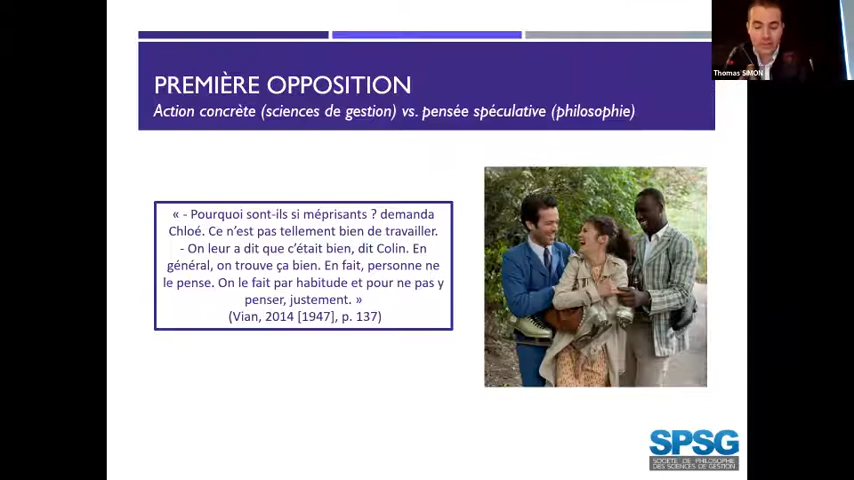 Thomas SIMON
PREMIÈRE OPPOSITION
Action concrète (sciences de gestion) vs. pensée spéculative (philosophie)
« - Pourquoi sont-ils si méprisants ? demanda
Chloé. Ce n’est pas tellement bien de travailler.
- On leur a dit que c’était bien, dit Colin. En
général, on trouve ça bien. En fait, personne ne
le pense. On le fait par habitude et pour ne pas y
penser, justement. »
(Vian, 2014 [1947], p. 137)
SPSG
SOCIÉTÉ DE PHILOSOPHIE
DES SCIENCES DE GESTION